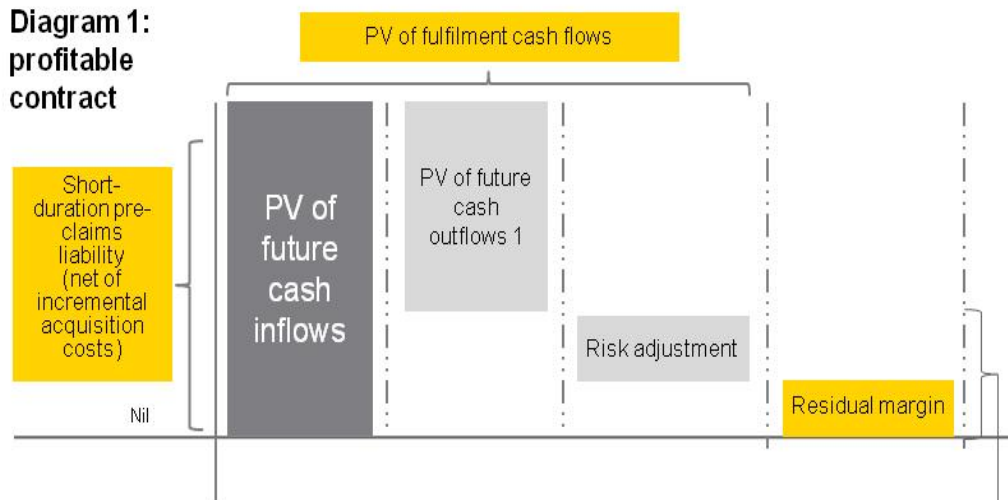 Diagram 1:
profitable
contract
PV of fulfilment cash flows
Short-
duration pre-
claims
liability
(net of
incremental
acquisition
costs)
Nil
PV of
future
cash
inflows
PV of future
cash
outflows 1
Risk adjustment
Residual margin